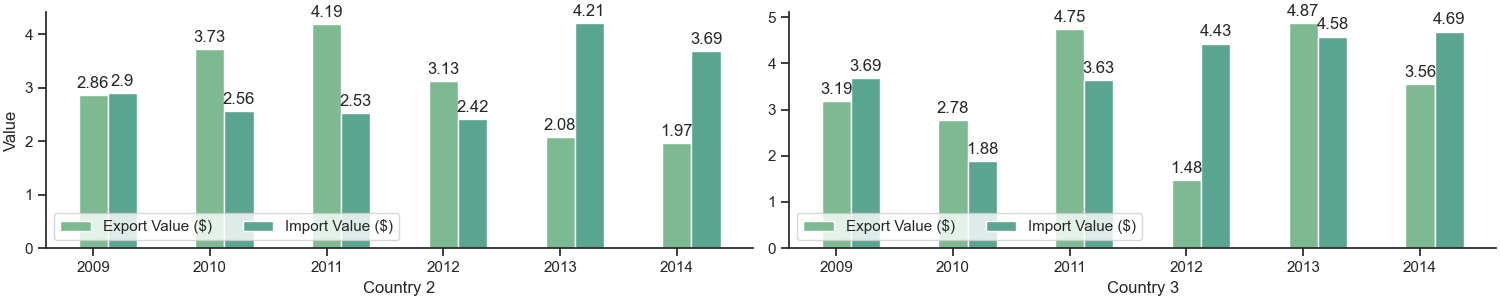 4.19 4.21
3.73 3.69
2.86 2.9 3.13
2.56 2.53 2.42
2.08 1.97
Value
4
3
2
1
0
Export Value ($) Import Value ($)
2009 2010 2011 2012 2013 2014
Country 2
4.75 4.87 4.58 4.69
4.43
3.19 3.69 3.63 3.56
2.78
1.88 1.48
5
4
3
2
1
0
Export Value ($) Import Value ($)
2009 2010 2011 2012 2013 2014
Country 3